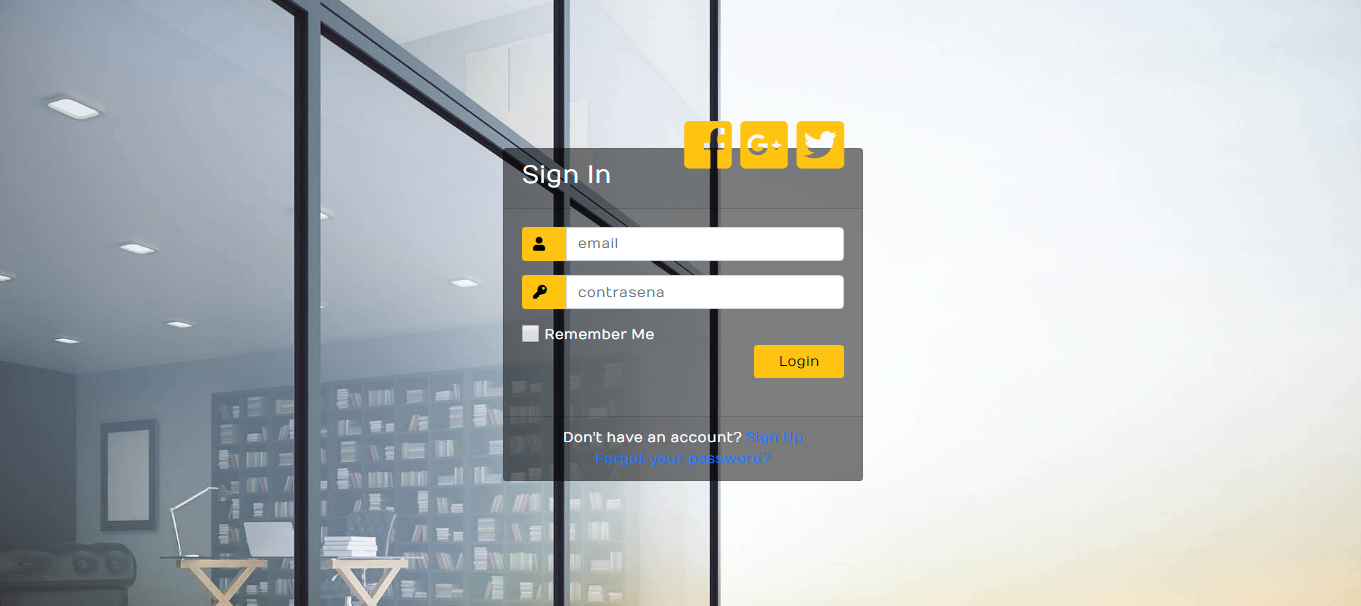 Sign In
email
contrasena
Remember Me
Login
Don't have an account? Sign Up
Forgot your password?